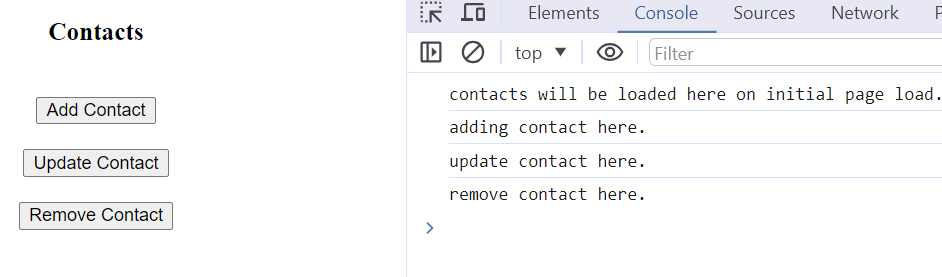 Contacts
Add Contact
Update Contact
Remove Contact
Elements Console Sources Network
top Filter
contacts will be loaded here on initial page load.
adding contact here.
update contact here.
remove contact here.